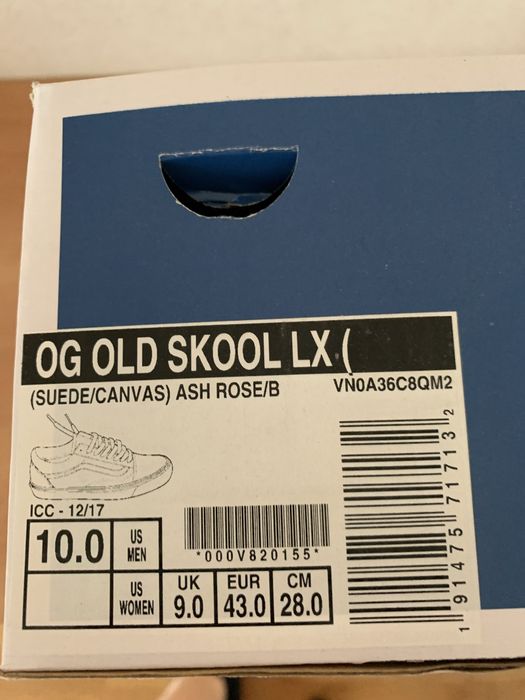 OG OLD SKOOL LX (
(SUEDE/CANVAS) ASH ROSE/B
VN0A36C8QM2
ICC - 12/17
*000V820155*
10.0 US MEN
US WOMEN
UK 9.0
EUR 43.0
CM 28.0
1 91475 71713 2